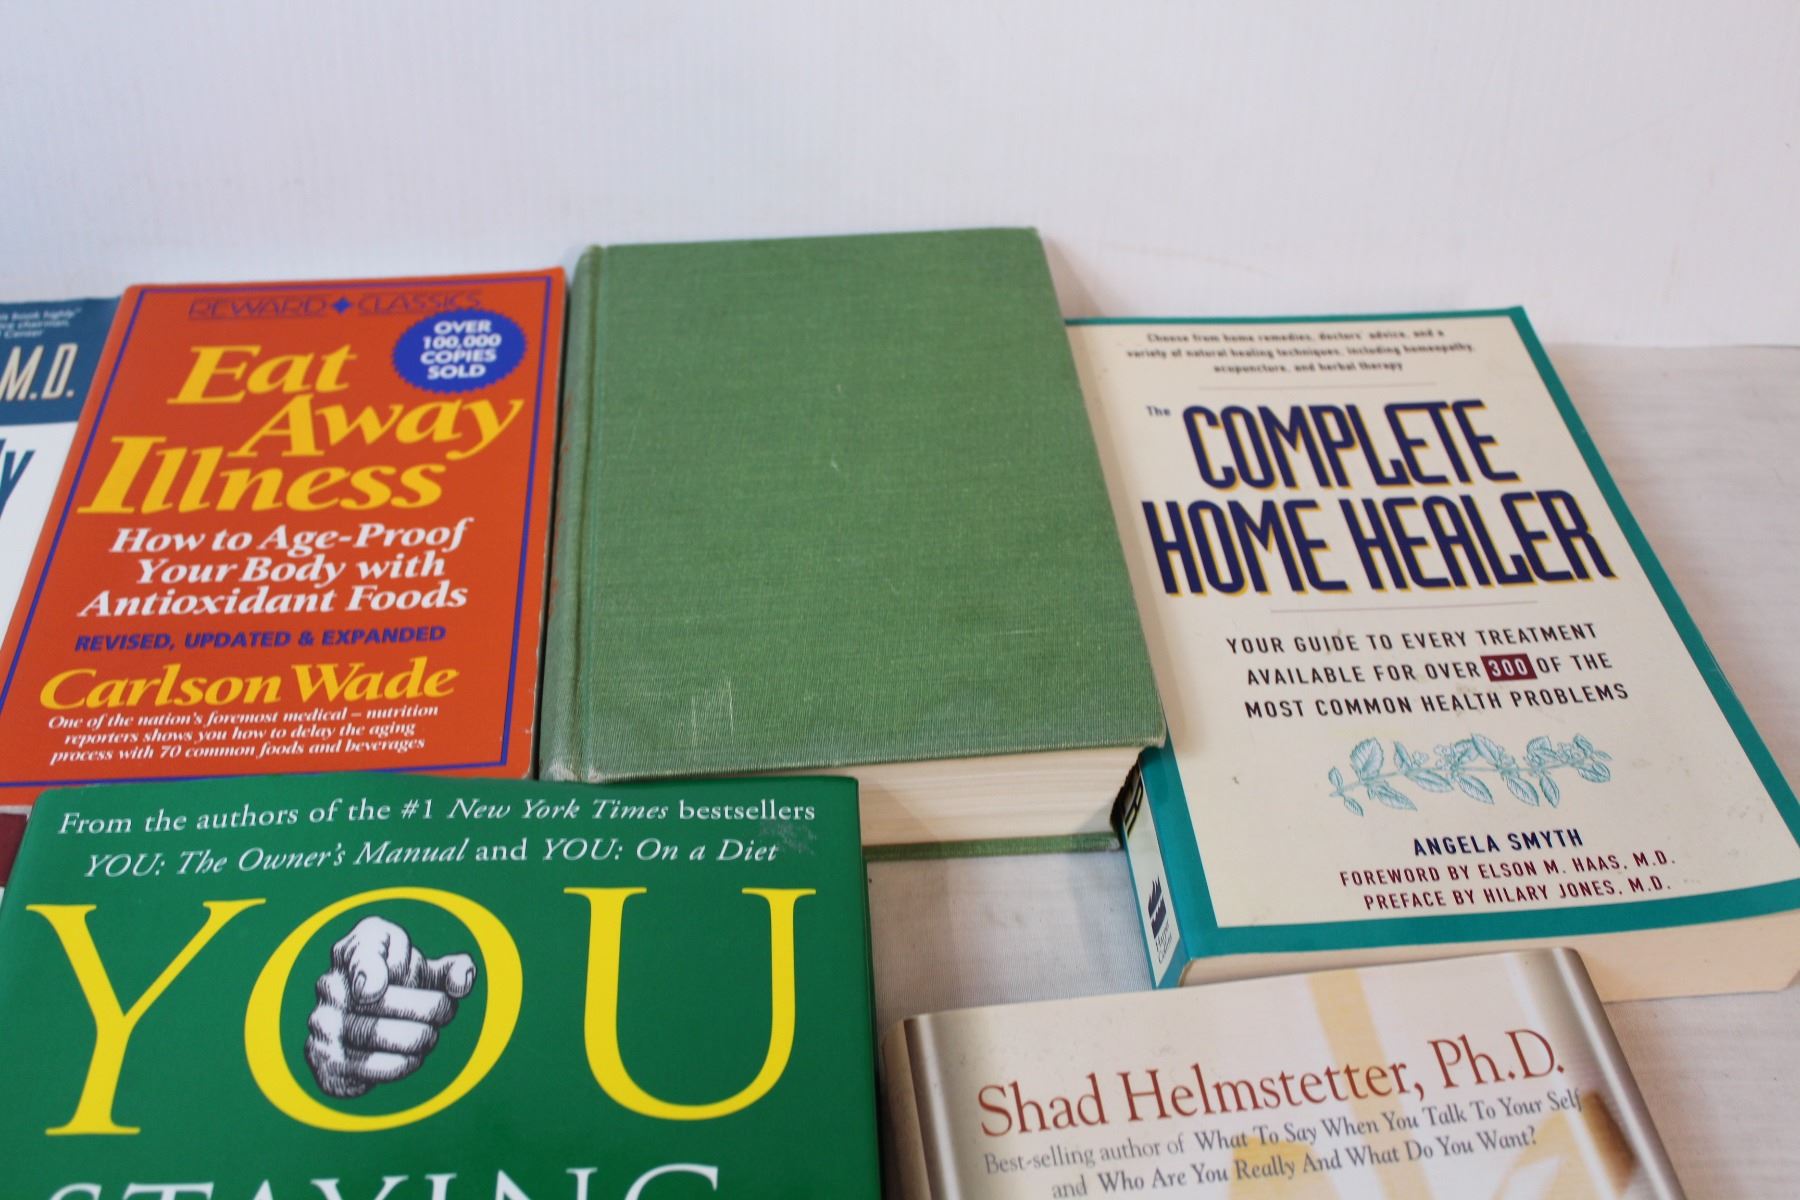 M.D.
REWARD CLASSICS
OVER
100,000
COPIES
SOLD
Eat
Away
Illness
How to Age-Proof
Your Body with
Antioxidant Foods
REVISED, UPDATED & EXPANDED
Carlson Wade
One of the nation's foremost medical – nutrition
reporters shows you how to delay the aging
process with 70 common foods and beverages
Choose from home remedies, doctors' advice, and a
variety of natural healing techniques, including homeopathy,
acupuncture, and herbal therapy
The
COMPLETE
HOME HEALER
YOUR GUIDE TO EVERY TREATMENT
AVAILABLE FOR OVER 300 OF THE
MOST COMMON HEALTH PROBLEMS
ANGELA SMYTH
FOREWORD BY ELSON M. HAAS, M.D.
PREFACE BY HILARY JONES, M.D.
From the authors of the #1 New York Times bestsellers
YOU: The Owner's Manual and YOU: On a Diet
YOU
STAYING
Shad Helmstetter, Ph.D.
Best-selling author of What To Say When You Talk To Your Self
and Who Are You Really And What Do You Want?